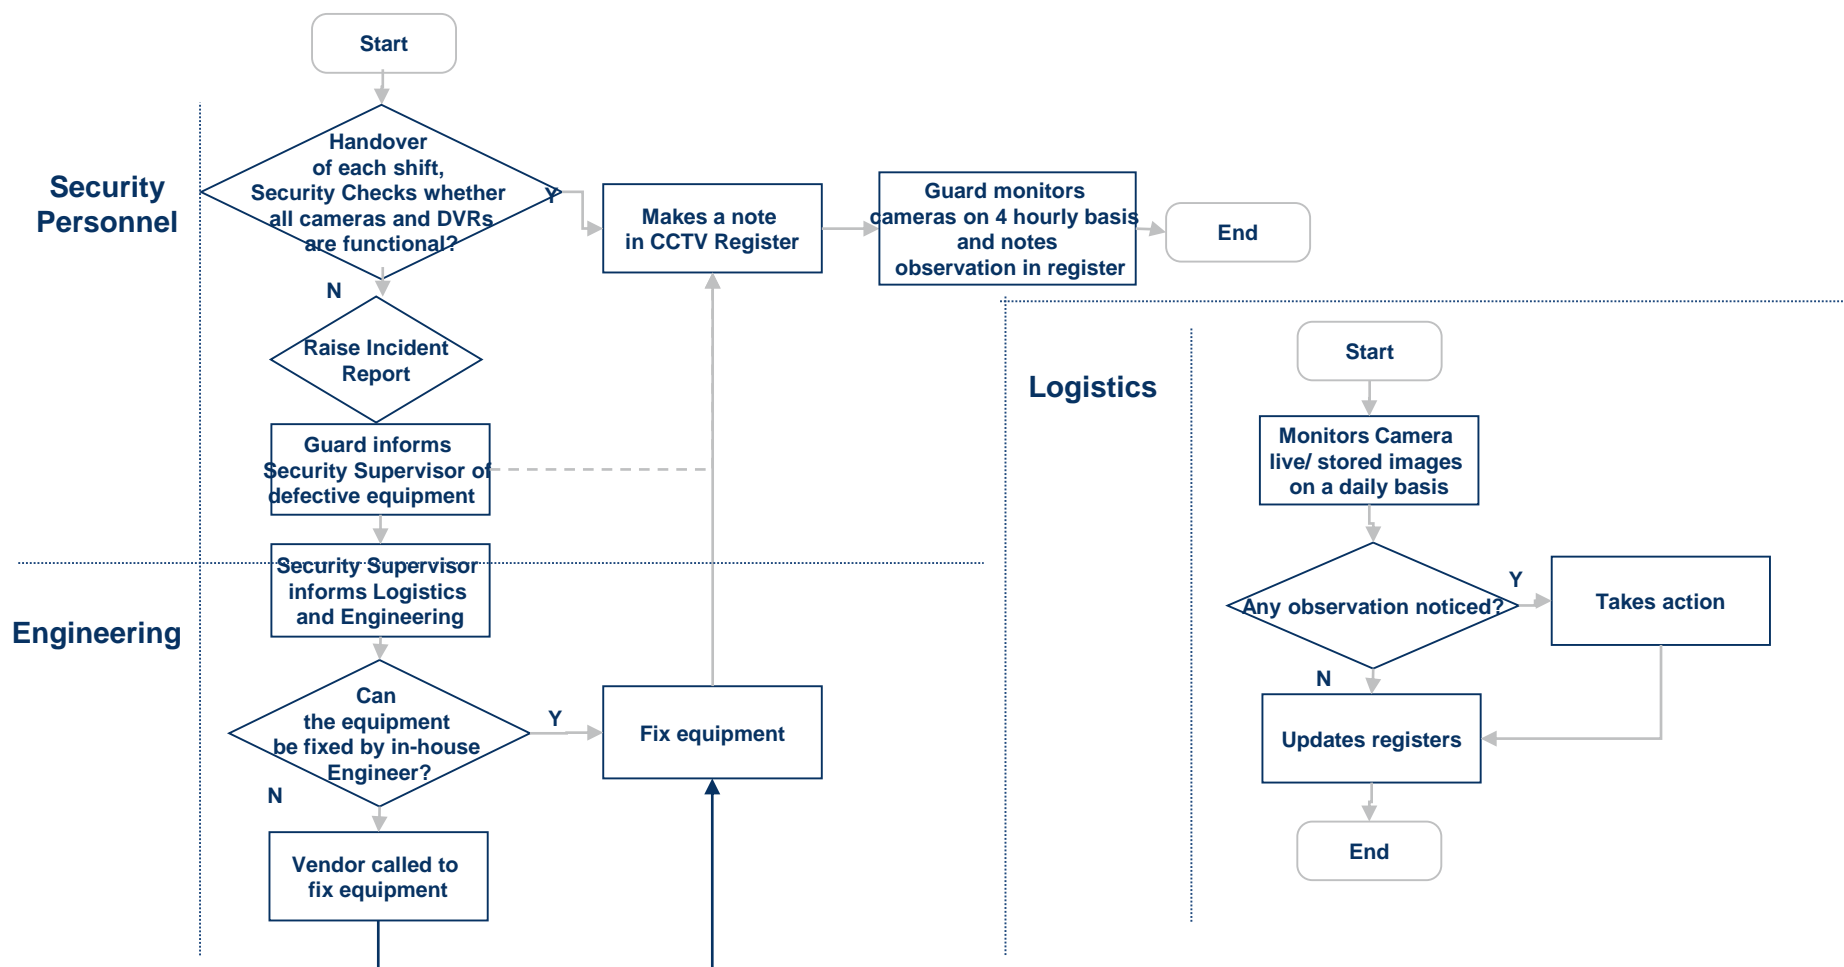 Start
Security
Personnel
Handover
of each shift,
Security Checks whether
all cameras and DVRs
are functional?
Y
Makes a note
in CCTV Register
Guard monitors
cameras on 4 hourly basis
and notes
observation in register
End
N
Raise Incident
Report
Guard informs
Security Supervisor of
defective equipment
Security Supervisor
informs Logistics
and Engineering
Engineering
Can
the equipment
be fixed by in-house
Engineer?
Y
Fix equipment
N
Vendor called to
fix equipment
Logistics
Start
Monitors Camera
live/ stored images
on a daily basis
Any observation noticed?
Y
Takes action
N
Updates registers
End